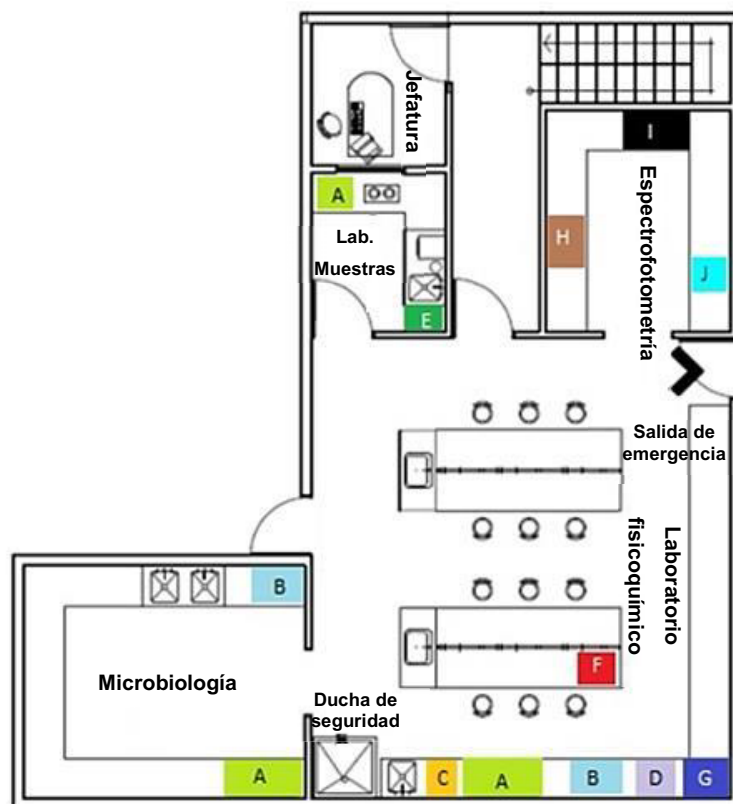 Jefatura
I
A
Lab.
Muestras
Espectrofotometría
H
J
E
Salida de
emergencia
Laboratorio
fisicoquímico
B
F
Microbiología
Ducha de
seguridad
A
C
A
B
D
G